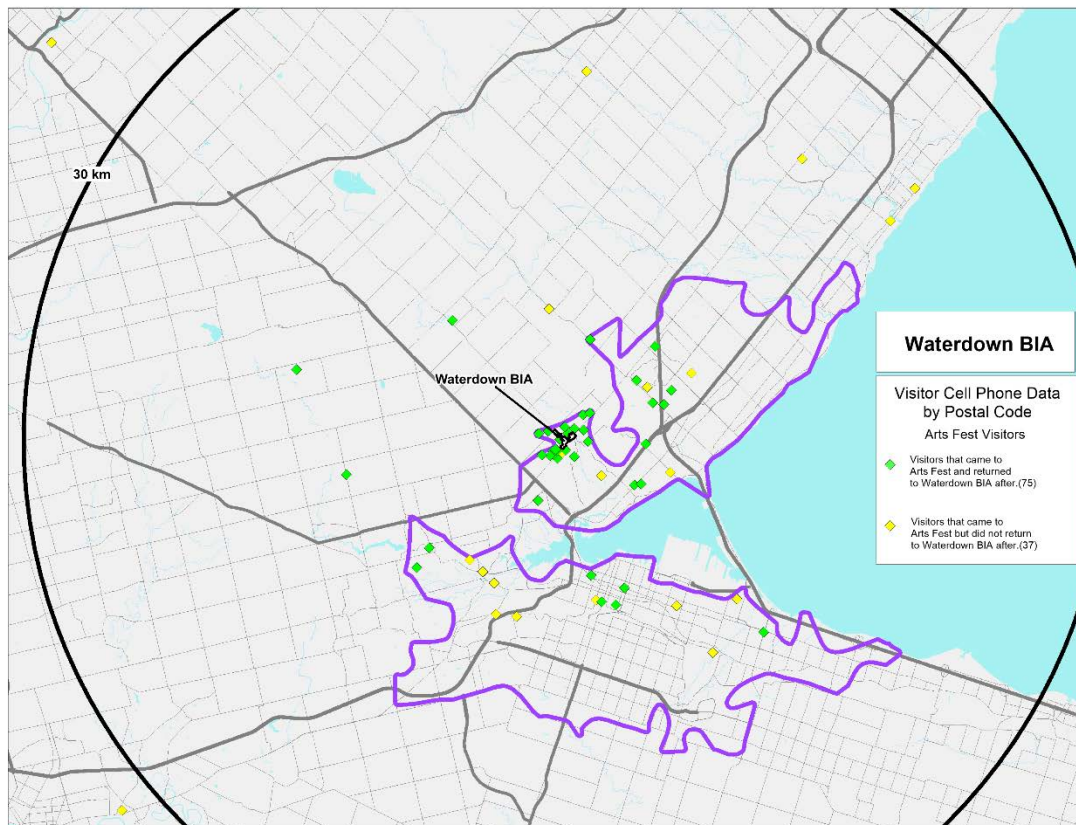 30 km
Waterdown BIA
Waterdown BIA
Visitor Cell Phone Data
by Postal Code
Arts Fest Visitors
Visitors that came to
Arts Fest and returned
to Waterdown BIA after.(75)
Visitors that came to
Arts Fest but did not return
to Waterdown BIA after.(37)